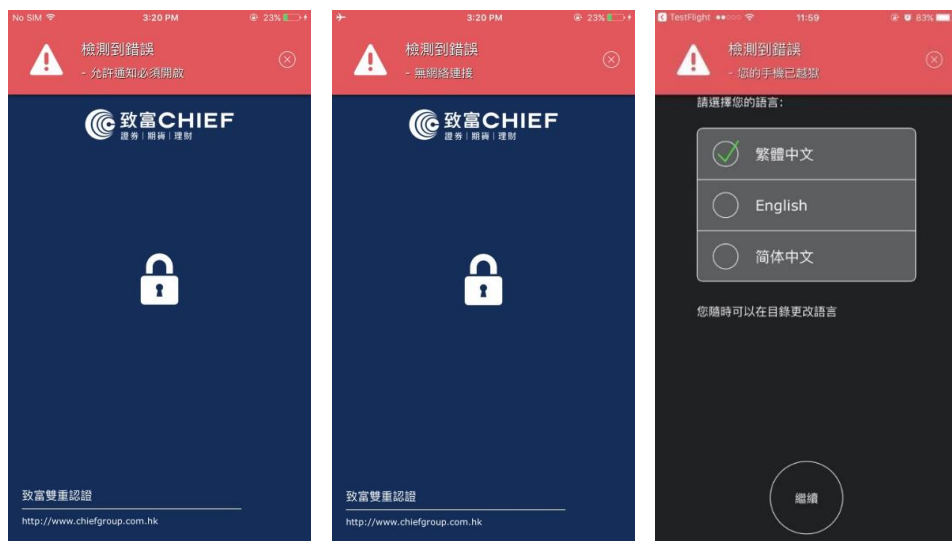 No SIM 3:20 PM 23%
檢測到錯誤
- 允許通知必須開啟
致富CHIEF
證券 | 期貨 | 理財
致富雙重認證
http://www.chiefgroup.com.hk
3:20 PM 23%
檢測到錯誤
- 無網絡連接
致富CHIEF
證券 | 期貨 | 理財
致富雙重認證
http://www.chiefgroup.com.hk
TestFlight 11:59 83%
檢測到錯誤
- 您的手機已越獄
請選擇您的語言:
繁體中文
English
简体中文
您隨時可以在目錄更改語言
繼續